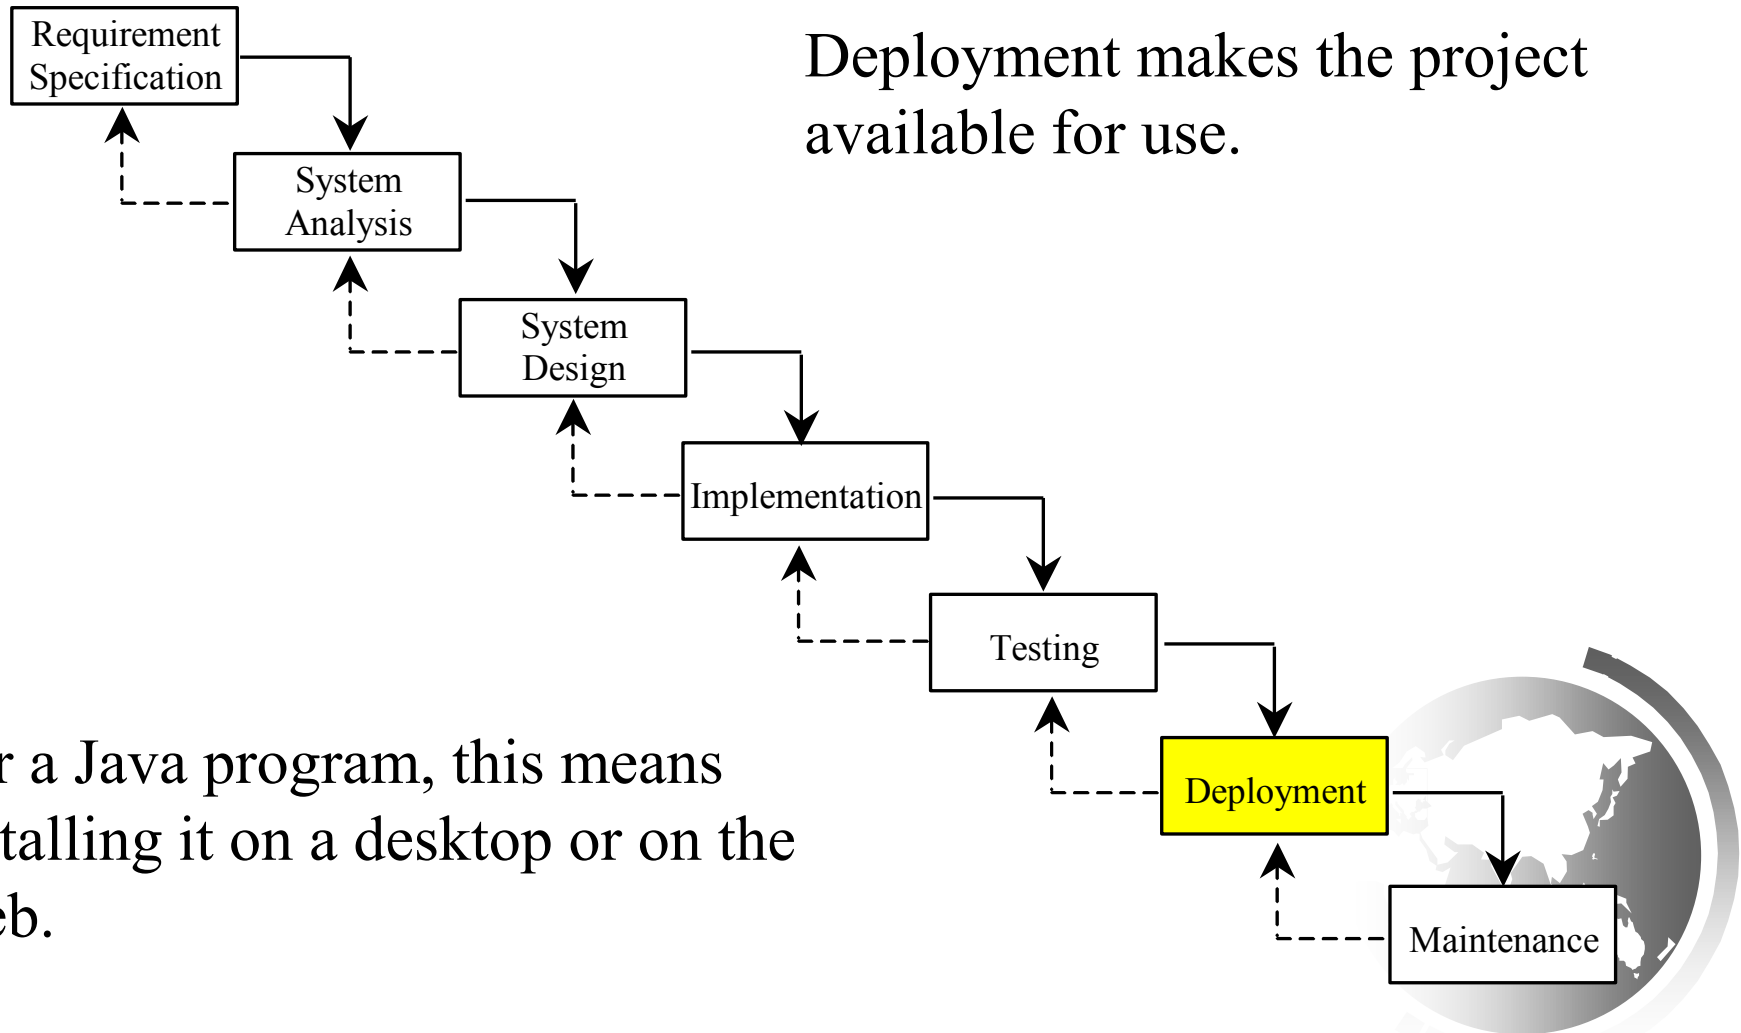 Requirement
Specification
Deployment makes the project
available for use.
System
Analysis
System
Design
Implementation
Testing
r a Java program, this means
talling it on a desktop or on the
eb.
Deployment
Maintenance